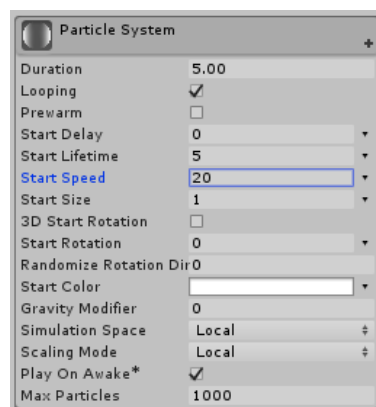 Particle System
Duration 5.00
Looping
Prewarm
Start Delay 0
Start Lifetime 5
Start Speed 20
Start Size 1
3D Start Rotation
Start Rotation 0
Randomize Rotation Dir 0
Start Color
Gravity Modifier 0
Simulation Space Local
Scaling Mode Local
Play On Awake*
Max Particles 1000